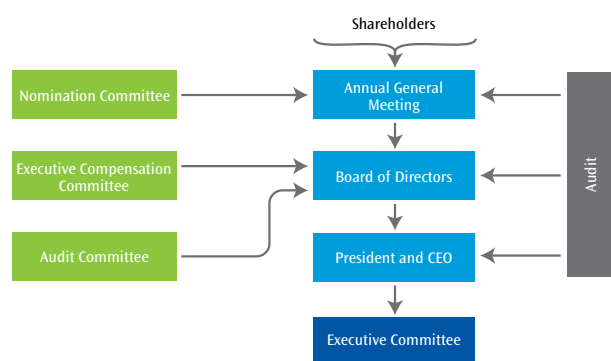 Shareholders
Nomination Committee
Annual General
Meeting
Executive Compensation
Committee
Board of Directors
Audit
Audit Committee
President and CEO
Executive Committee